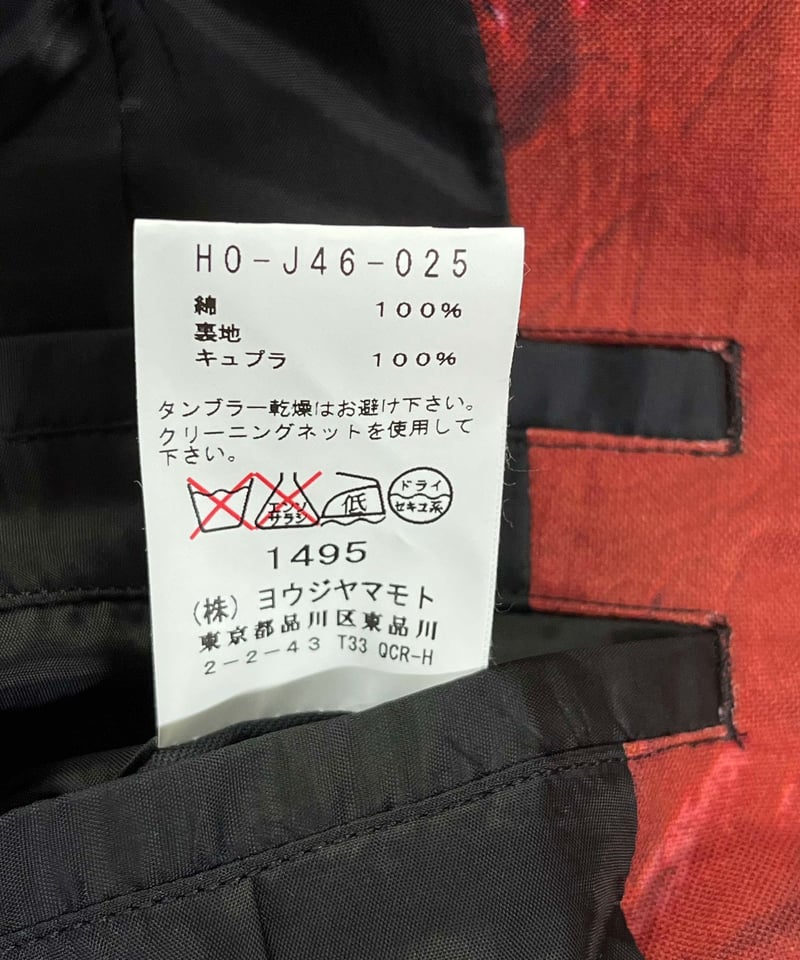 HO-J46-025
綿 100%
裏地
キュプラ 100%
タンブラー乾燥はお避け下さい。
クリーニングネットを使用して
下さい。
エンソ
サラシ
低
ドライ
セキユ系
1495
(株) ヨウジヤマモト
東京都品川区東品川
2-2-43 T33 QCR-H